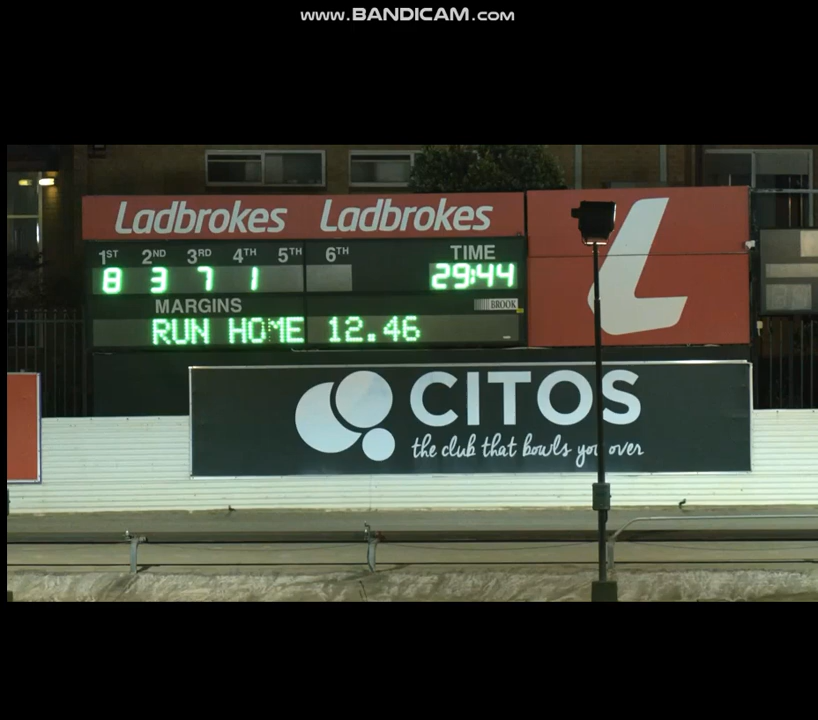 www.BANDICAM.com
Ladbrokes Ladbrokes
1ST 2ND 3RD 4TH 5TH 6TH TIME
8 3 7 1 29:44
MARGINS BROOK
RUN HOME 12.46
L
CITOS
the club that bowls you over